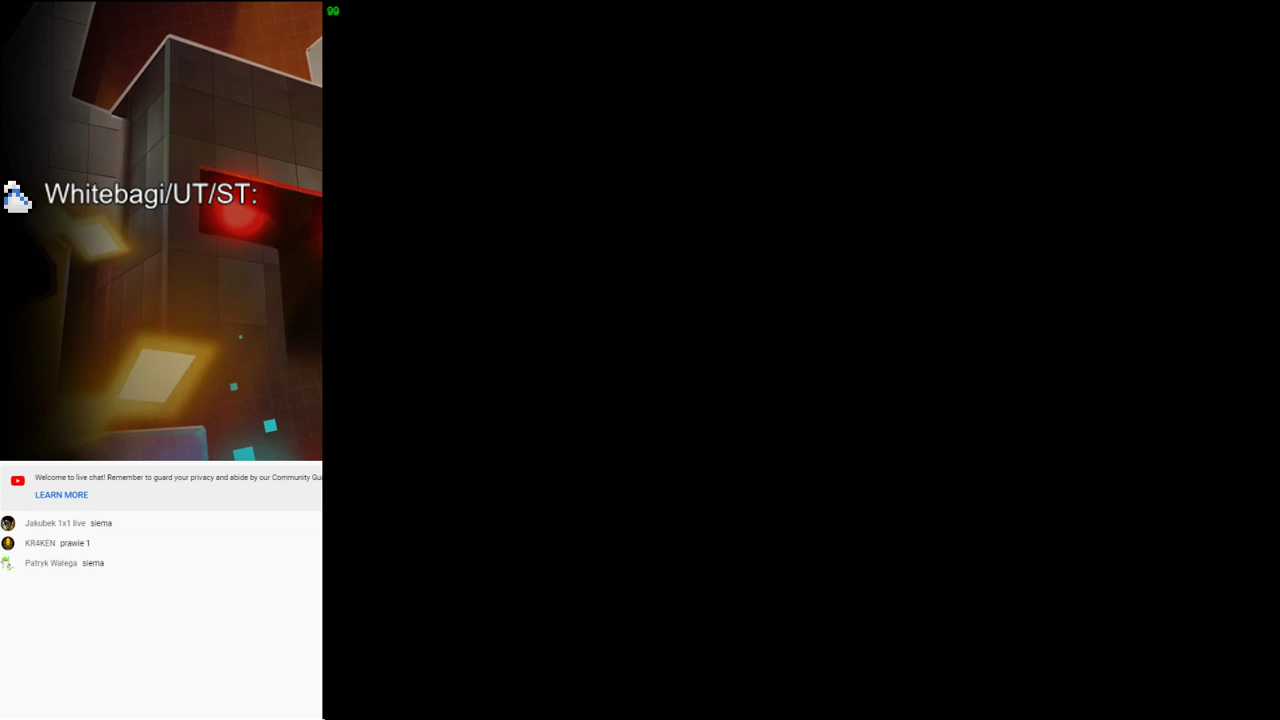 99
Whitebagi/UT/ST:
Welcome to live chat! Remember to guard your privacy and abide by our Community Gu
LEARN MORE
Jakubek 1x1 live siema
KR4KEN prawie 1
Patryk Wałega siema